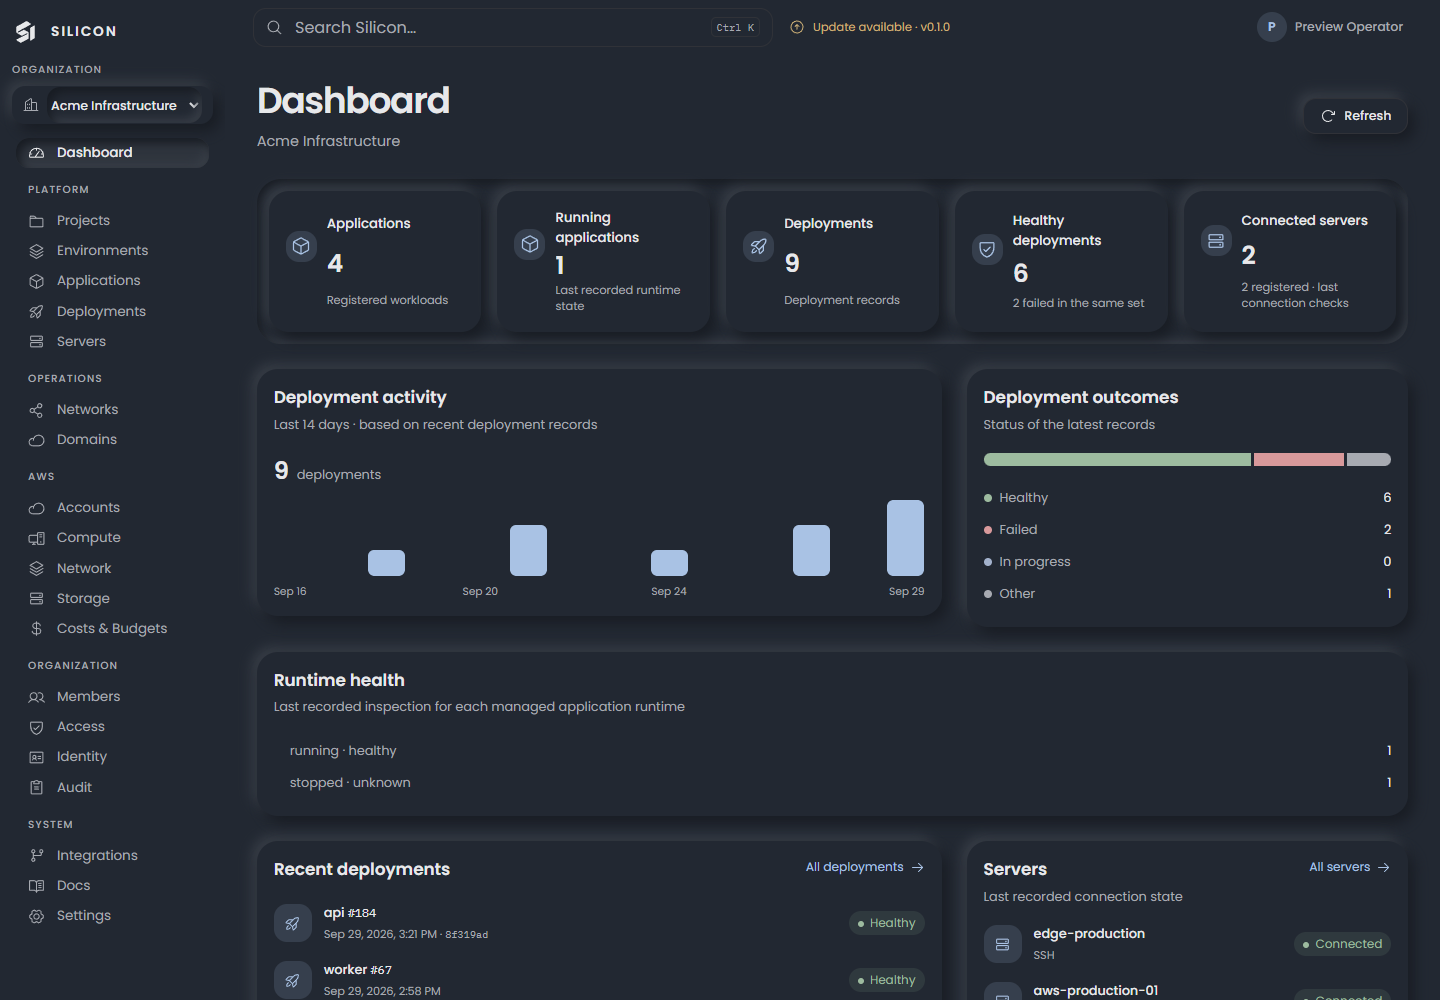 SILICON
Search Silicon...
Ctrl K
Update available · v0.1.0
P
Preview Operator
ORGANIZATION
Acme Infrastructure
Dashboard
PLATFORM
Projects
Environments
Applications
Deployments
Servers
OPERATIONS
Networks
Domains
AWS
Accounts
Compute
Network
Storage
Costs & Budgets
ORGANIZATION
Members
Access
Identity
Audit
SYSTEM
Integrations
Docs
Settings
Dashboard
Acme Infrastructure
Refresh
Applications
4
Registered workloads
Running
applications
1
Last recorded runtime
state
Deployments
9
Deployment records
Healthy
deployments
6
2 failed in the same set
Connected servers
2
2 registered · last
connection checks
Deployment activity
Last 14 days · based on recent deployment records
9 deployments
Sep 16
Sep 20
Sep 24
Sep 29
Deployment outcomes
Status of the latest records
Healthy 6
Failed 2
In progress 0
Other 1
Runtime health
Last recorded inspection for each managed application runtime
running · healthy 1
stopped · unknown 1
Recent deployments
All deployments
api #184
Sep 29, 2026, 3:21 PM · 8f319ad
Healthy
worker #67
Sep 29, 2026, 2:58 PM
Healthy
Servers
All servers
Last recorded connection state
edge-production
SSH
Connected
aws-production-01
Connected